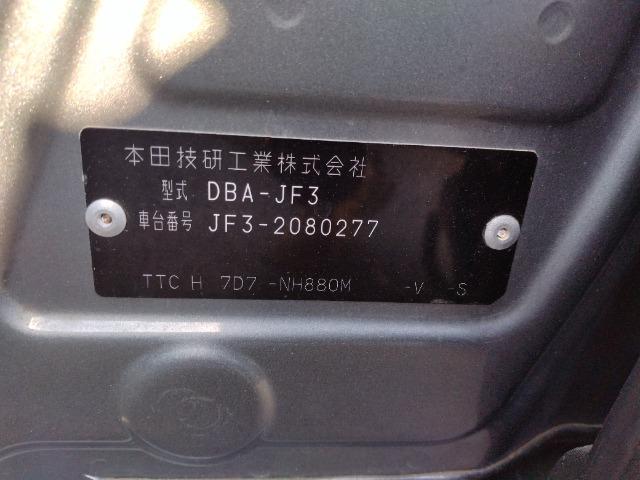 本田技研工業株式会社
型式 DBA-JF3
車台番号 JF3-2080277
TTC H 7D7 -NH880M -V -S